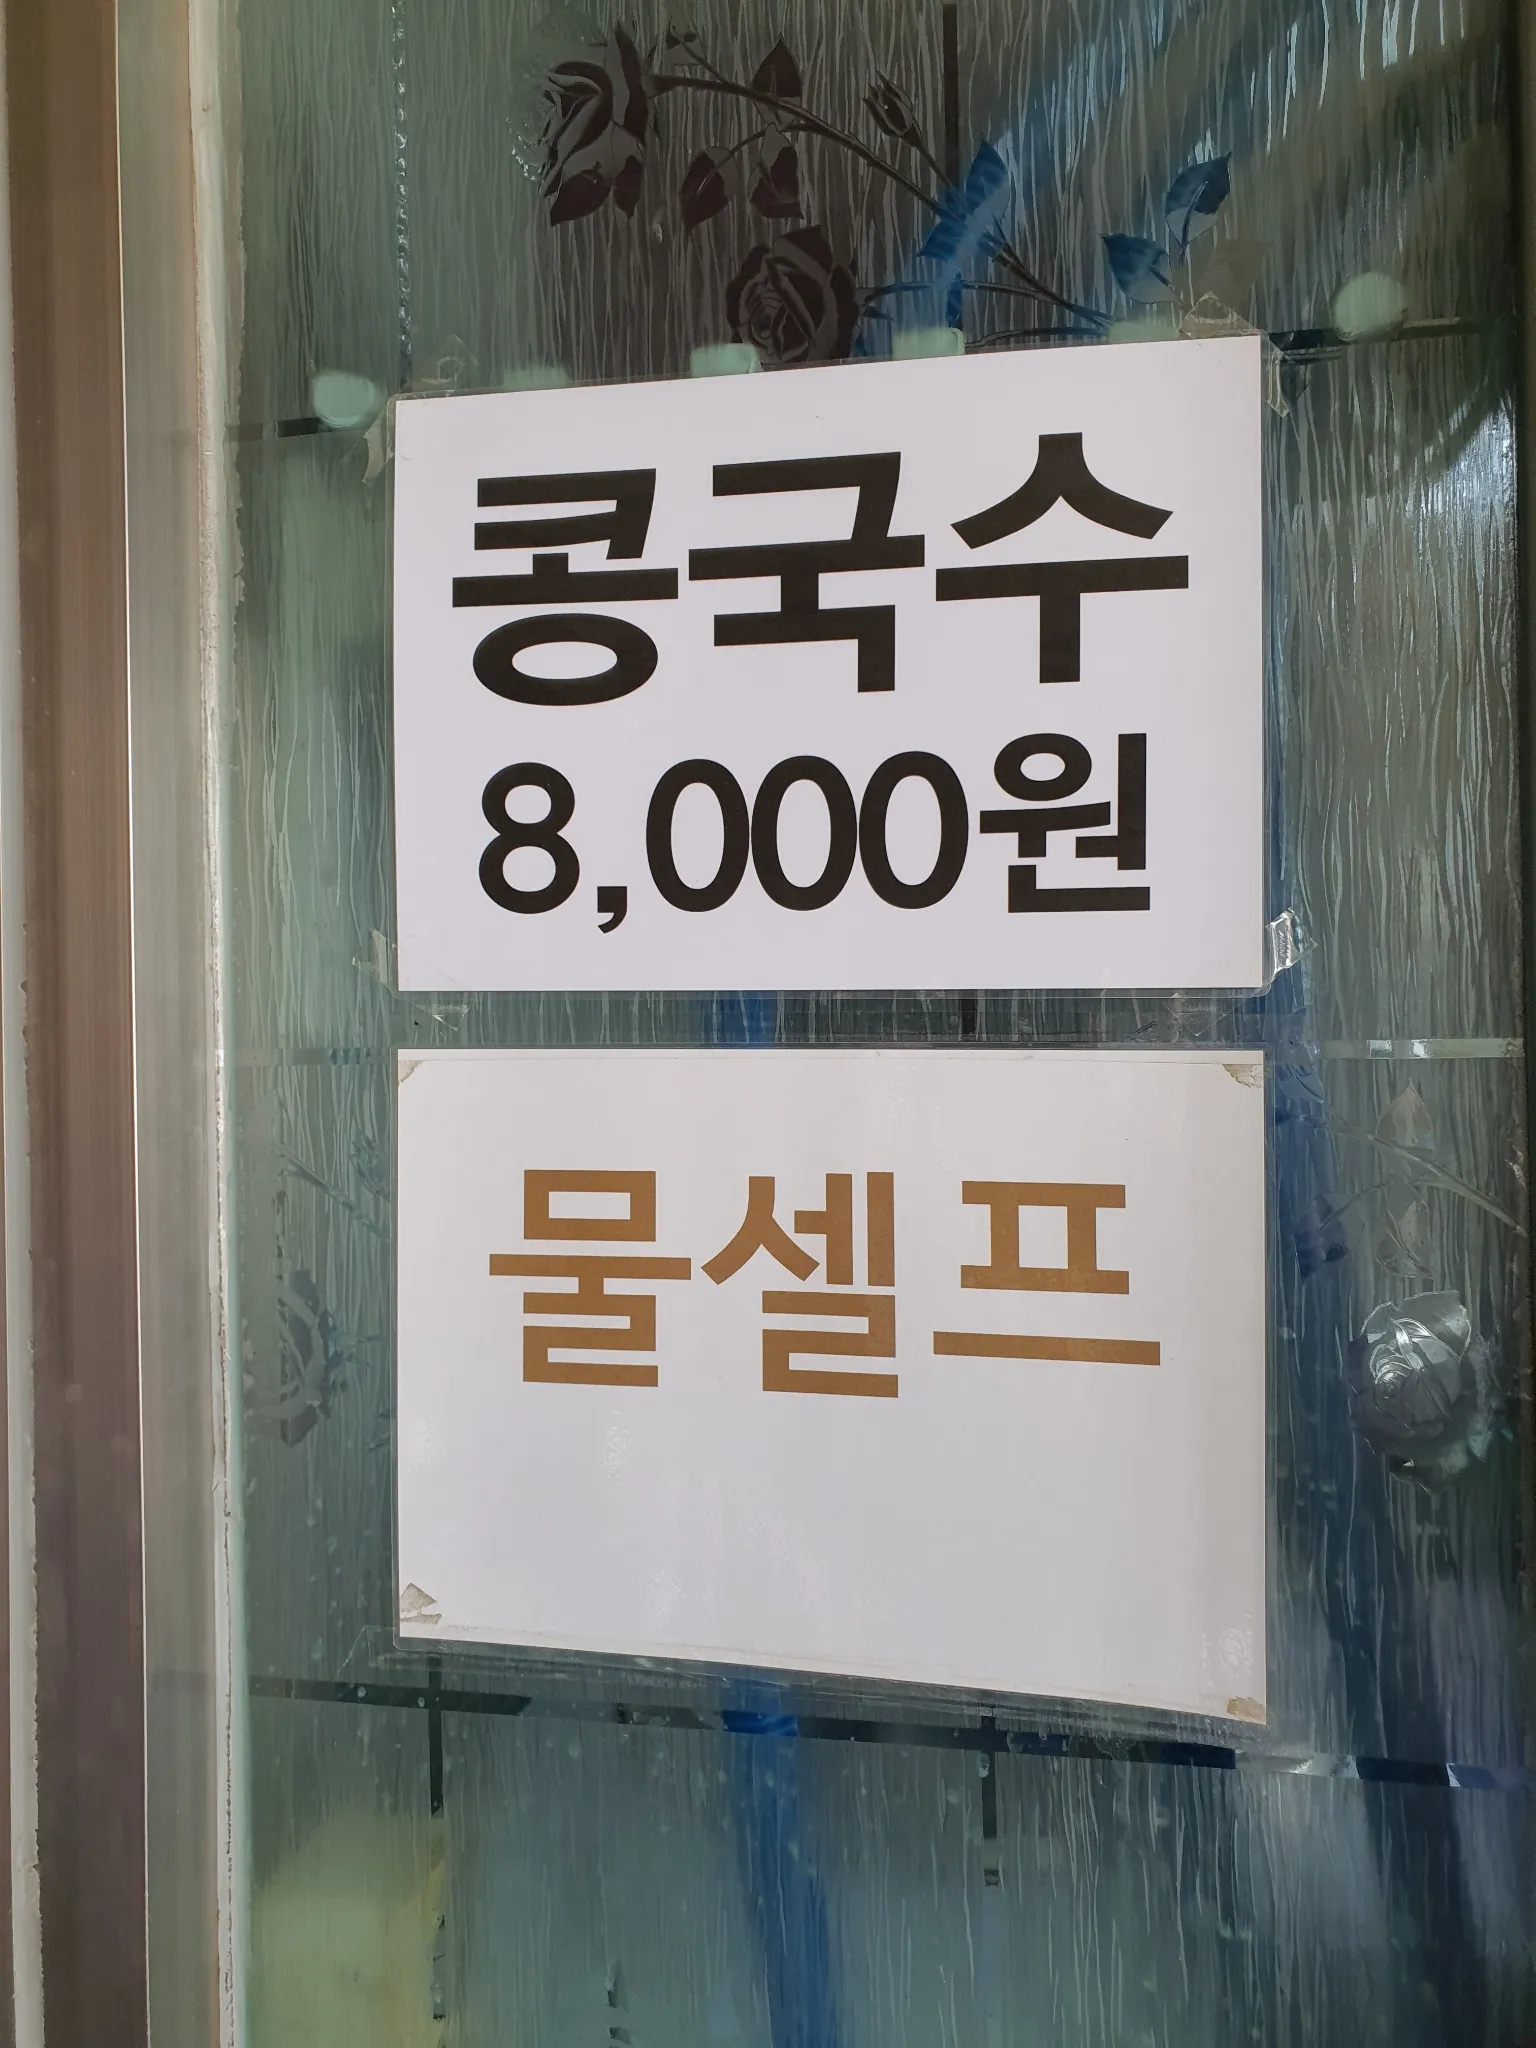 콩국수
8,000원
물셀프